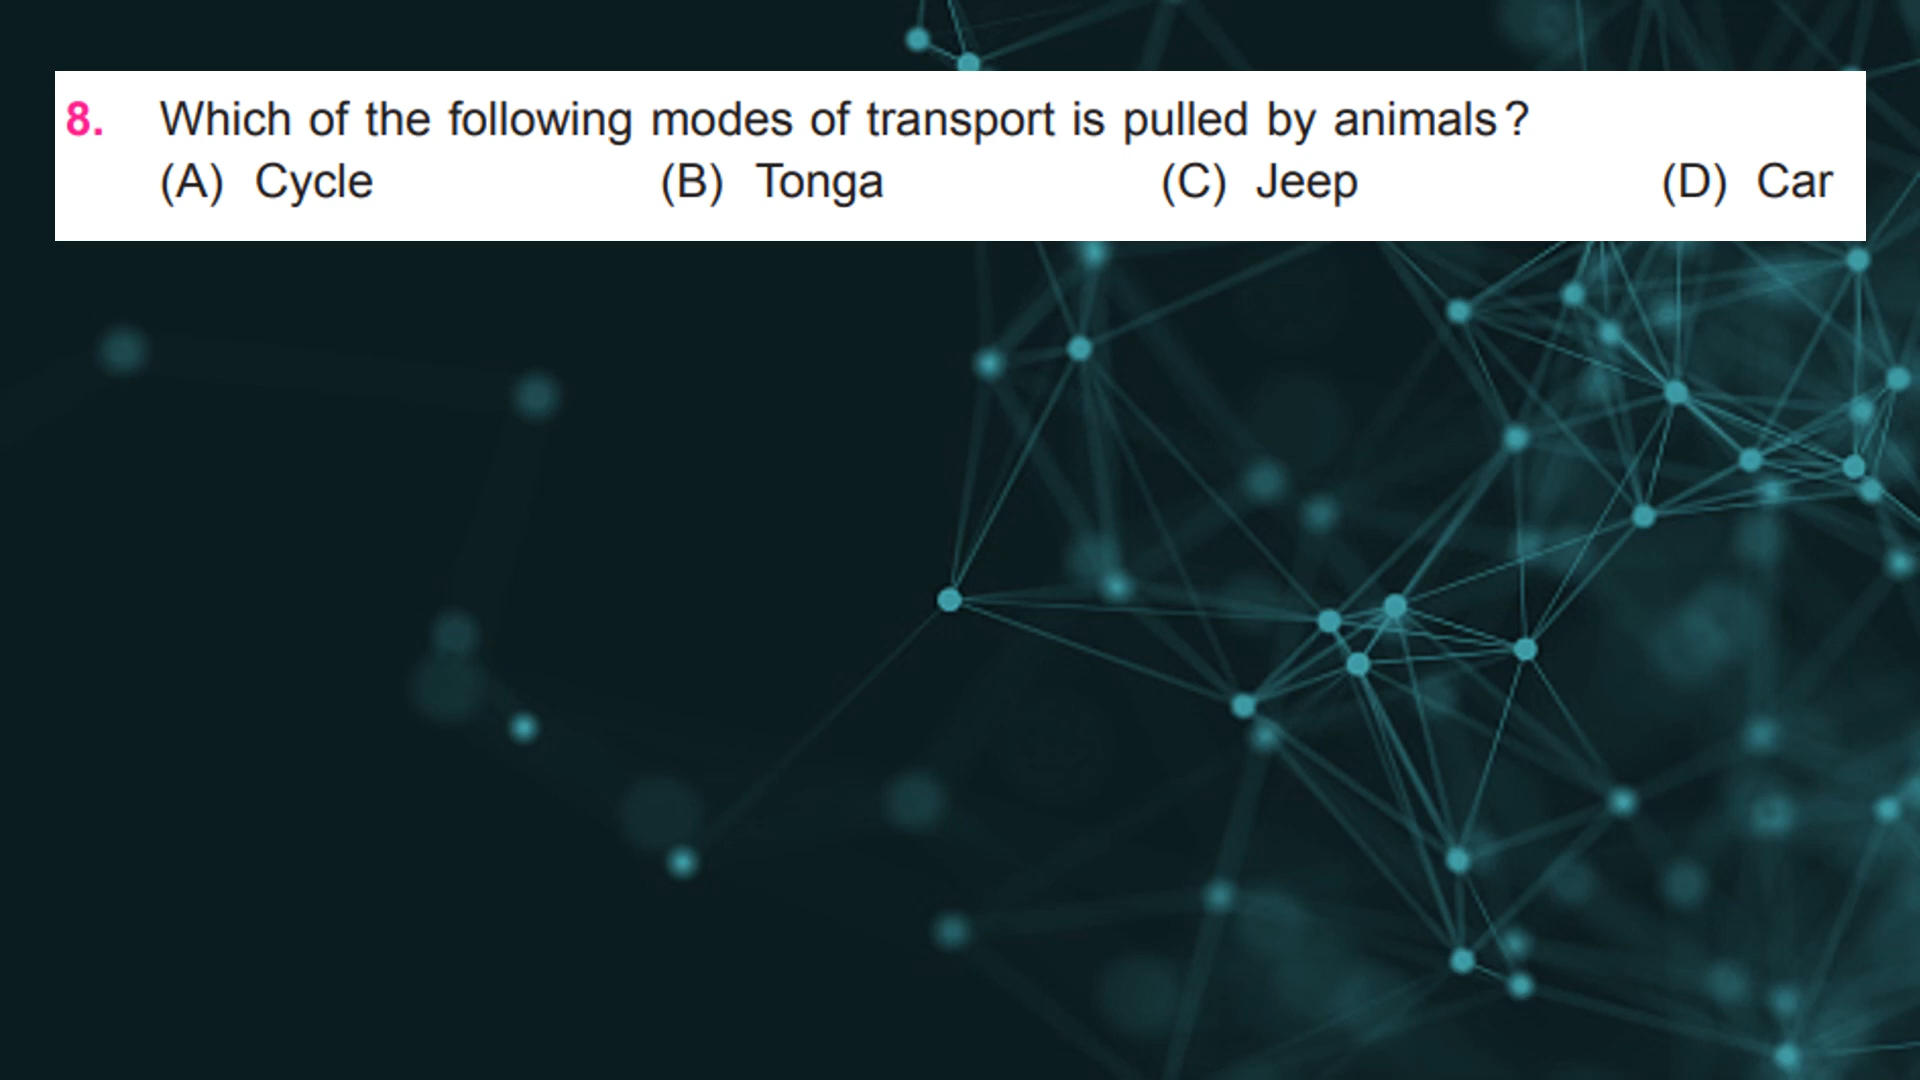 8. Which of the following modes of transport is pulled by animals?
(A) Cycle (B) Tonga (C) Jeep (D) Car